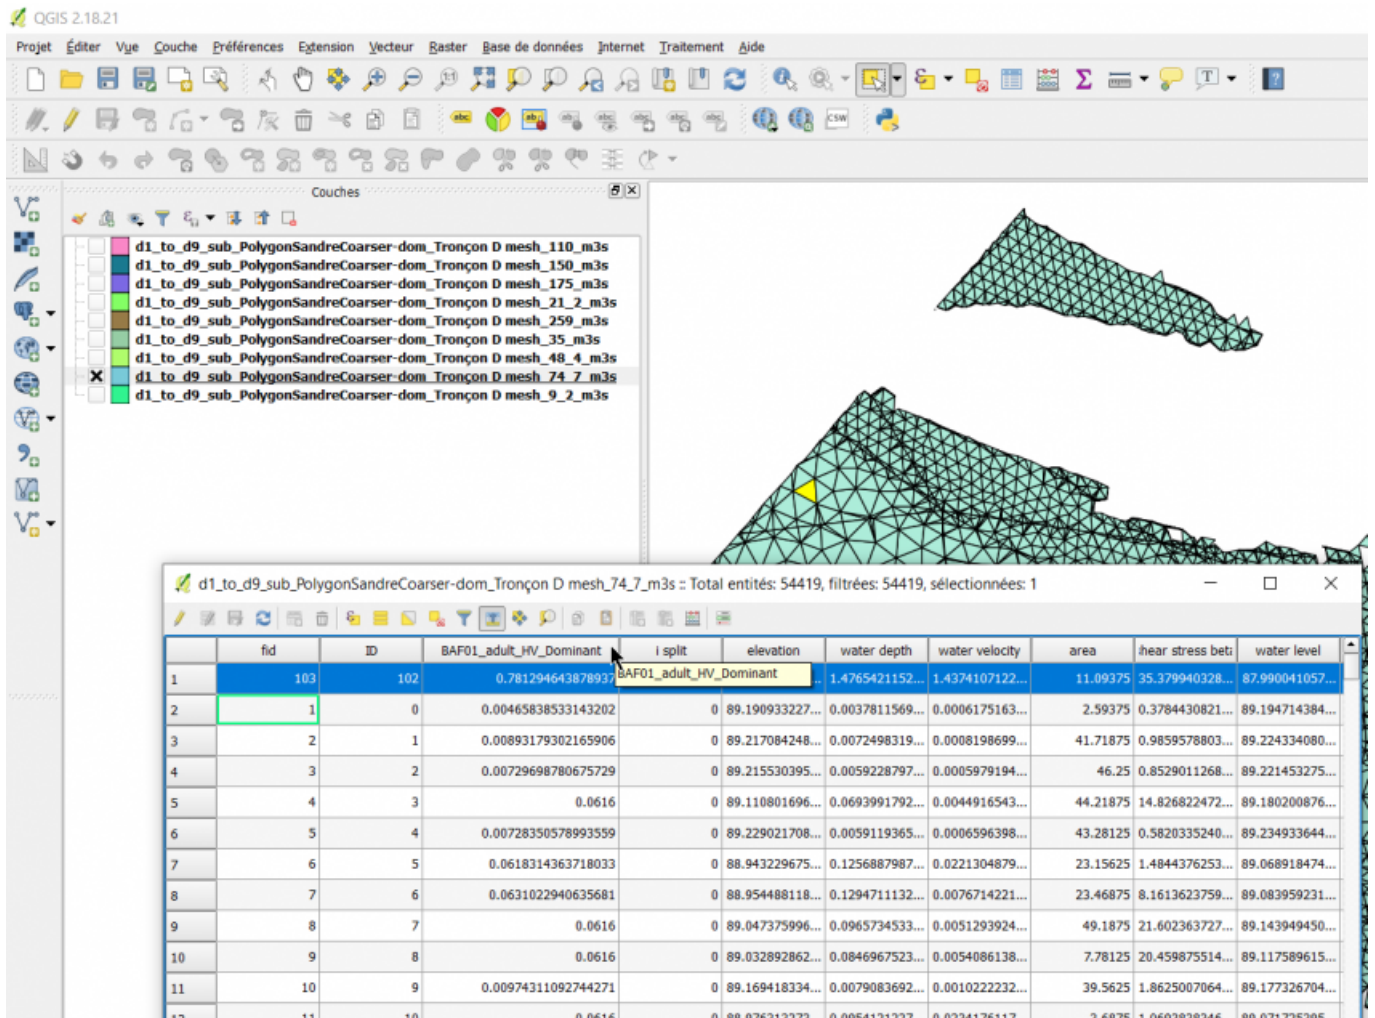 QGIS 2.18.21
Projet Éditer Vue Couche Préférences Extension Vecteur Raster Base de données Internet Traitement Aide
CSW
Couches
d1_to_d9_sub_PolygonSandreCoarser-dom_Tronçon D mesh_110_m3s
d1_to_d9_sub_PolygonSandreCoarser-dom_Tronçon D mesh_150_m3s
d1_to_d9_sub_PolygonSandreCoarser-dom_Tronçon D mesh_175_m3s
d1_to_d9_sub_PolygonSandreCoarser-dom_Tronçon D mesh_21_2_m3s
d1_to_d9_sub_PolygonSandreCoarser-dom_Tronçon D mesh_259_m3s
d1_to_d9_sub_PolygonSandreCoarser-dom_Tronçon D mesh_35_m3s
d1_to_d9_sub_PolygonSandreCoarser-dom_Tronçon D mesh_48_4_m3s
d1_to_d9_sub_PolygonSandreCoarser-dom_Tronçon D mesh_74_7_m3s
d1_to_d9_sub_PolygonSandreCoarser-dom_Tronçon D mesh_9_2_m3s
d1_to_d9_sub_PolygonSandreCoarser-dom_Tronçon D mesh_74_7_m3s :: Total entités: 54419, filtrées: 54419, sélectionnées: 1
fid ID BAF01_adult_HV_Dominant i split elevation water depth water velocity area hear stress beta water level
1 103 102 0.781294643878937 BAF01_adult_HV_Dominant 1.4765421152... 1.4374107122... 11.09375 35.379940328... 87.990041057...
2 1 0 0.00465838533143202 0 89.190933227... 0.0037811569... 0.0006175163... 2.59375 0.3784430821... 89.194714384...
3 2 1 0.00893179302165906 0 89.217084248... 0.0072498319... 0.0008198699... 41.71875 0.9859578803... 89.224334080...
4 3 2 0.00729698780675729 0 89.215530395... 0.0059228797... 0.0005979194... 46.25 0.8529011268... 89.221453275...
5 4 3 0.0616 0 89.110801696... 0.0693991792... 0.0044916543... 44.21875 14.826822472... 89.180200876...
6 5 4 0.00728350578993559 0 89.229021708... 0.0059119365... 0.0006596398... 43.28125 0.5820335240... 89.234933644...
7 6 5 0.0618314363718033 0 88.943229675... 0.1256887987... 0.0221304879... 23.15625 1.4844376253... 89.068918474...
8 7 6 0.0631022940635681 0 88.954488118... 0.1294711132... 0.0076714221... 23.46875 8.1613623759... 89.083959231...
9 8 7 0.0616 0 89.047375996... 0.0965734533... 0.0051293924... 49.1875 21.602363727... 89.143949450...
10 9 8 0.0616 0 89.032892862... 0.0846967523... 0.0054086138... 7.78125 20.459875514... 89.117589615...
11 10 9 0.00974311092744271 0 89.169418334... 0.0079083692... 0.0010222232... 39.5625 1.8625007064... 89.177326704...